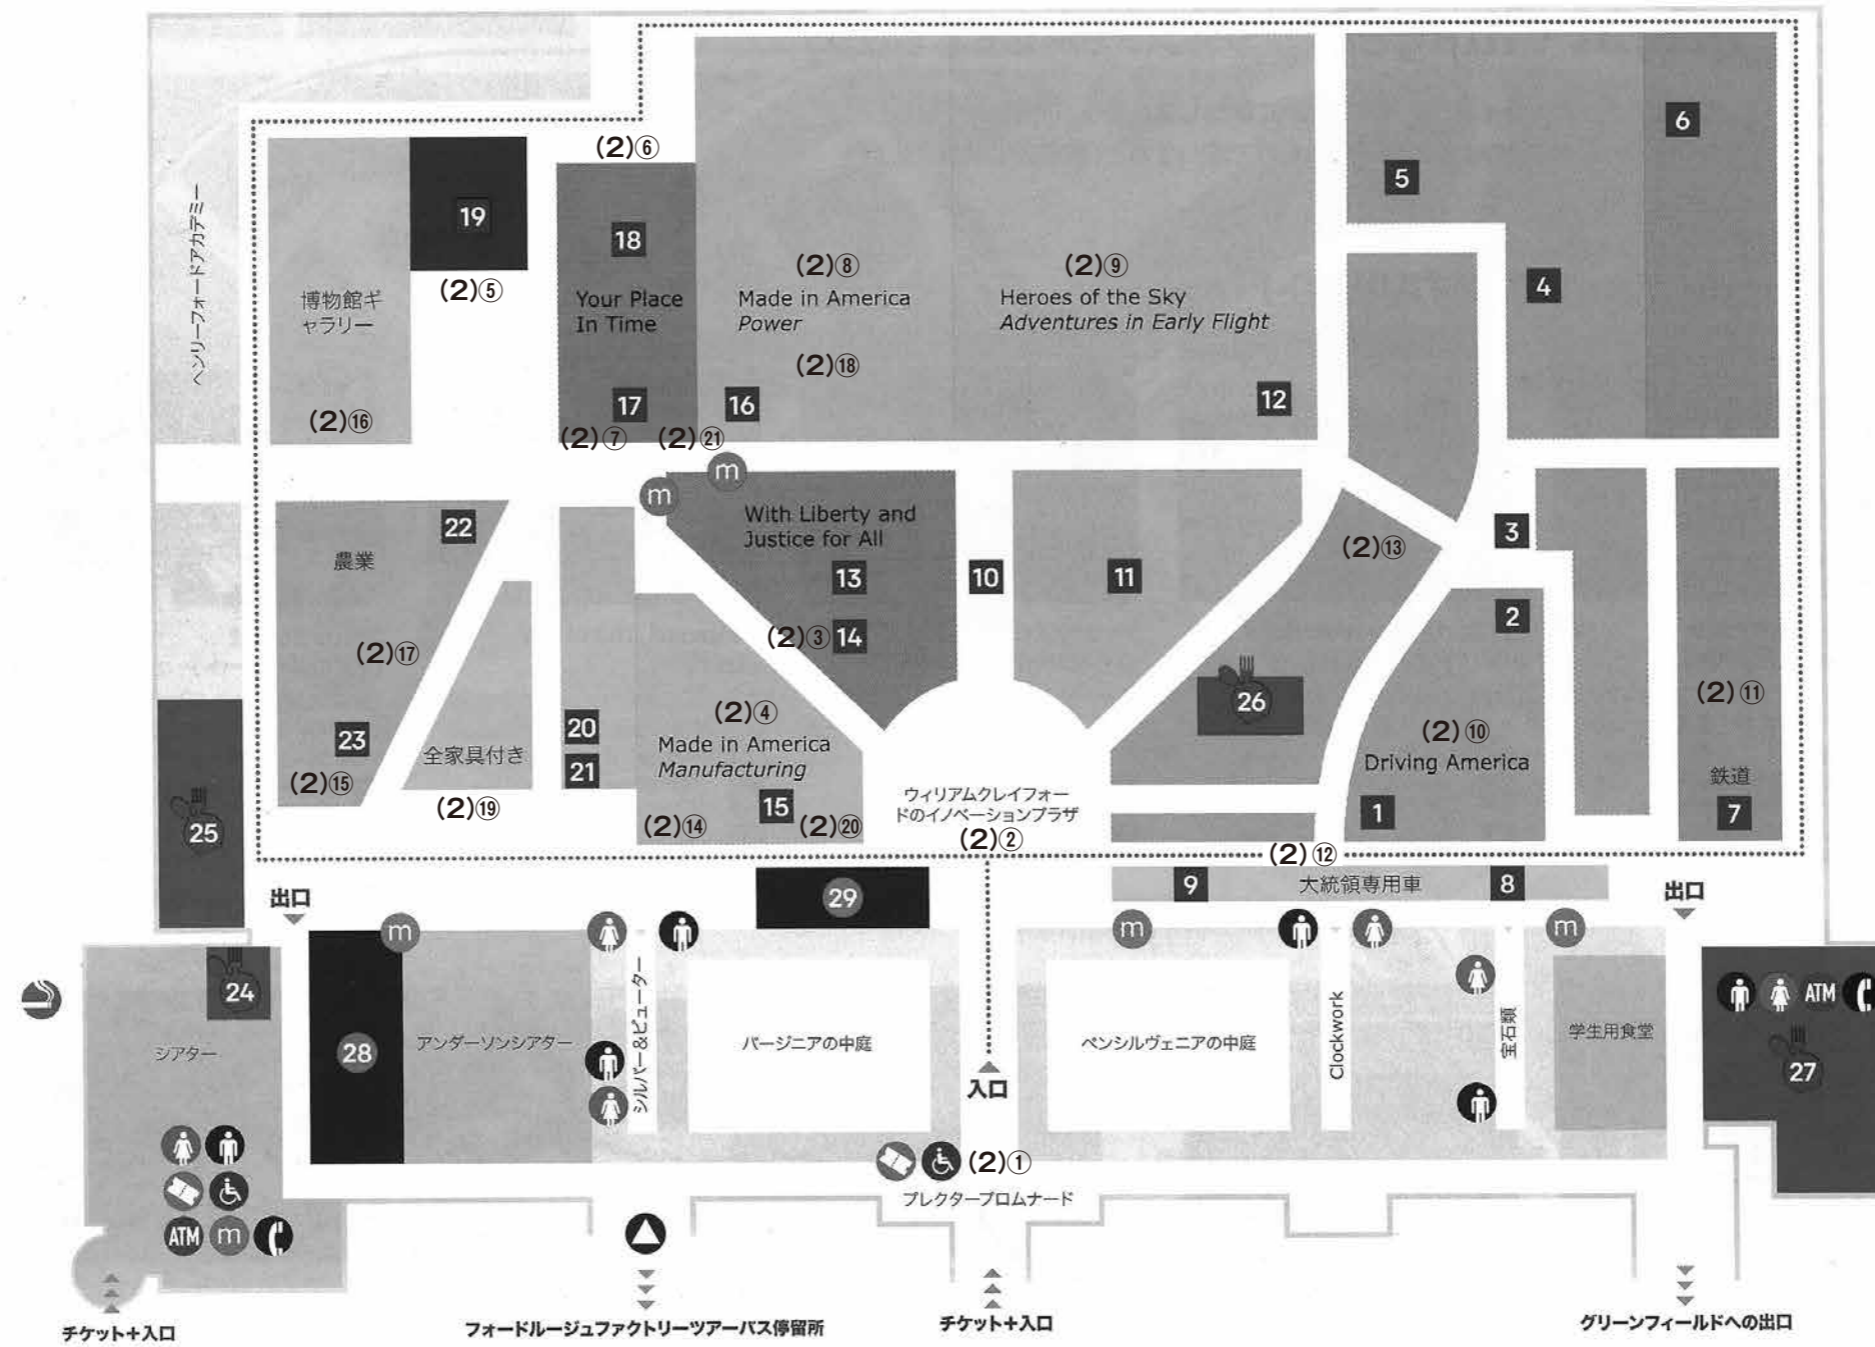 6
(2)⑥
5
19
18
(2)⑧
(2)⑨
ヘンリーフォードアカデミー
(2)⑤
博物館ギ
ャラリー
Your Place
In Time
Made in America
Power
Heroes of the Sky
Adventures in Early Flight
4
(2)⑱
(2)⑯
17
16
12
(2)⑦
(2)㉑
m
m
22
With Liberty and
Justice for All
3
農業
(2)⑬
13
10
11
2
(2)⑰
(2)③
14
26
(2)⑪
(2)④
20
23
全家具付き
21
Made in America
Manufacturing
(2)⑩
Driving America
鉄道
(2)⑮
(2)⑲
15
ウィリアムクレイフォー
ドのイノベーションプラザ
1
7
25
(2)⑭
(2)⑳
(2)②
(2)⑫
出口
29
9
大統領専用車
8
出口
m
m
m
24
シアター
28
アンダーソンシアター
シルバー&ピューター
バージニアの中庭
入口
ペンシルヴェニアの中庭
Clockwork
宝石類
学生用食堂
ATM
27
(2)①
プレクタープロムナード
ATM
m
チケット+入口
フォードルージュファクトリーツアーバス停留所
チケット+入口
グリーンフィールドへの出口